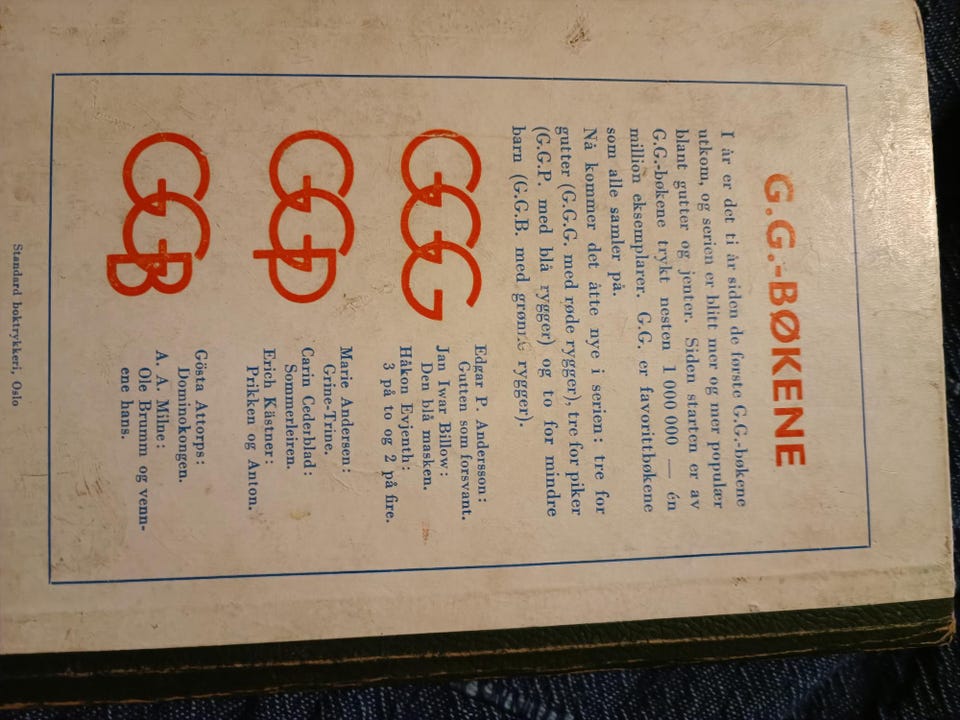 G.G.-BØKENE
I år er det ti år siden de første G.G.-bøkene
utkom, og serien er blitt mer og mer populær
blant gutter og jenter. Siden starten er av
G.G.-bøkene trykt nesten 1 000 000 — én
million eksemplarer. G.G. er favorittbøkene
som alle samler på.
Nå kommer det åtte nye i serien: tre for
gutter (G.G.G. med røde rygger), tre for piker
(G.G.P. med blå rygger) og to for mindre
barn (G.G.B. med grønne rygger).
GGG
Edgar P. Andersson:
Gutten som forsvant.
Jan Iwar Billow:
Den blå masken.
Håkon Evjenth:
3 på to og 2 på fire.
GGP
Marie Andersen:
Grine-Trine.
Carin Cederblad:
Sommerleiren.
Erich Kästner:
Prikken og Anton.
GGB
Gösta Attorps:
Dominokongen.
A. A. Milne:
Ole Brumm og venn-
ene hans.
Standard boktrykkeri, Oslo